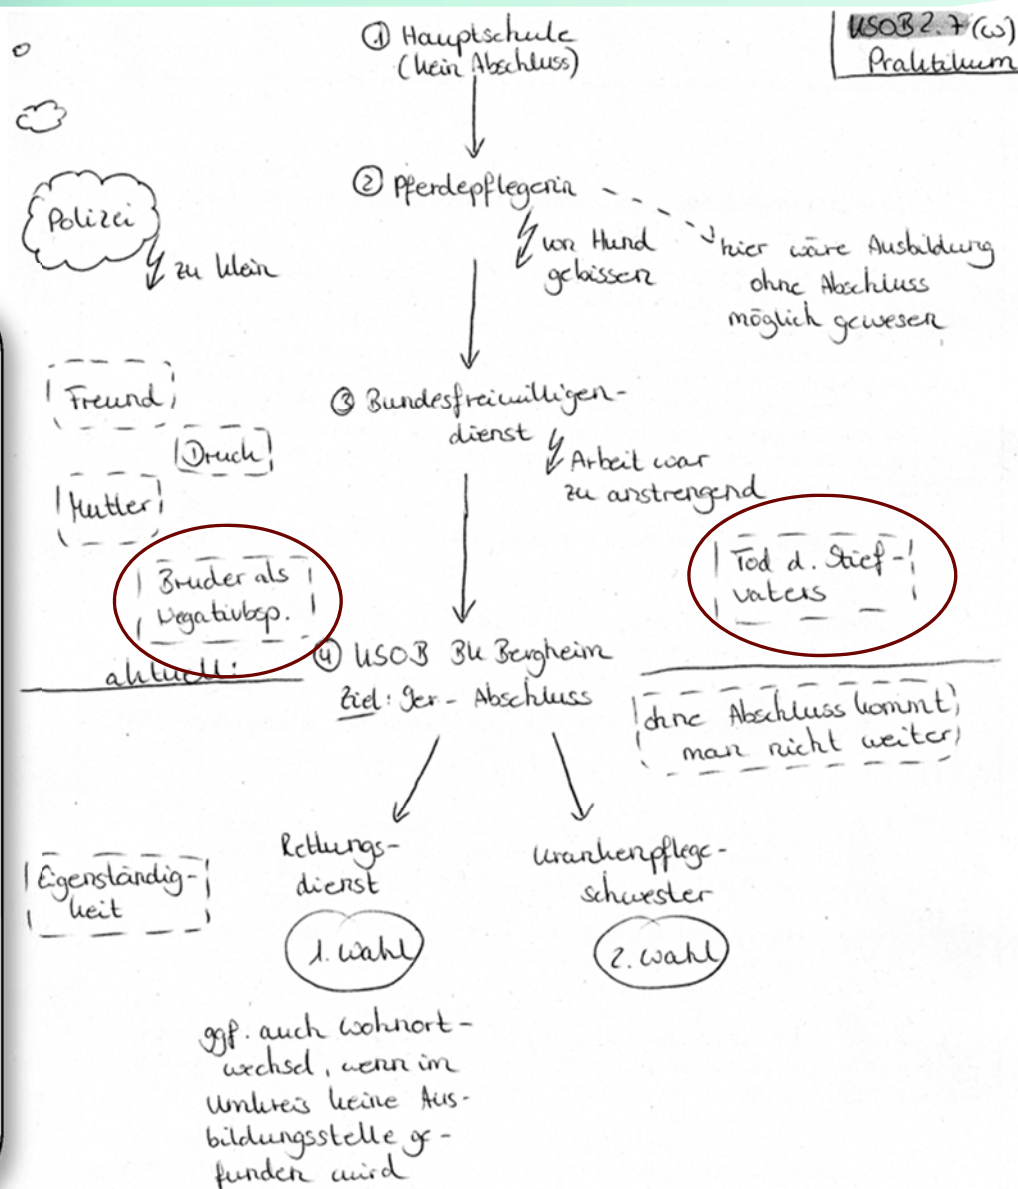 ① Hauptschule
(kein Abschluss)
KSOB 2.7 (w)
Praktikum
② Pferdepflegerin
Polizei
zu klein
von Hund
gebissen
hier wäre Ausbildung
ohne Abschluss
möglich gewesen
Freund
Druck
Mutter
③ Bundesfreiwilligen-
dienst
Arbeit war
zu anstrengend
Bruder als
Negativbsp.
Tod d. Stief-
vaters
aktuell:
④ KSOB BK Bergheim
Ziel: 9er-Abschluss
ohne Abschluss kommt
man nicht weiter
Eigenständig-
keit
Rettungs-
dienst
1. Wahl
Krankenpflege-
schwester
2. Wahl
ggf. auch Wohnort-
wechsel, wenn im
Umkreis keine Aus-
bildungsstelle ge-
funden wird